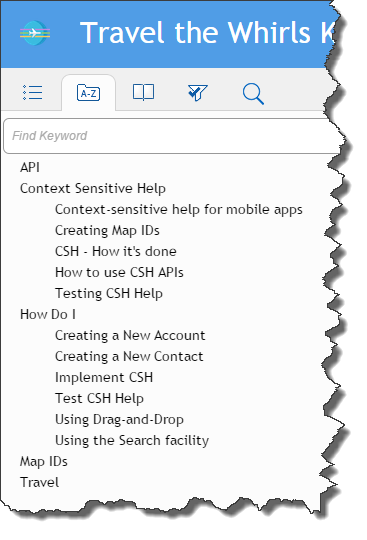 Travel the Whirls K
A-Z
Find Keyword
API
Context Sensitive Help
Context-sensitive help for mobile apps
Creating Map IDs
CSH - How it's done
How to use CSH APIs
Testing CSH Help
How Do I
Creating a New Account
Creating a New Contact
Implement CSH
Test CSH Help
Using Drag-and-Drop
Using the Search facility
Map IDs
Travel